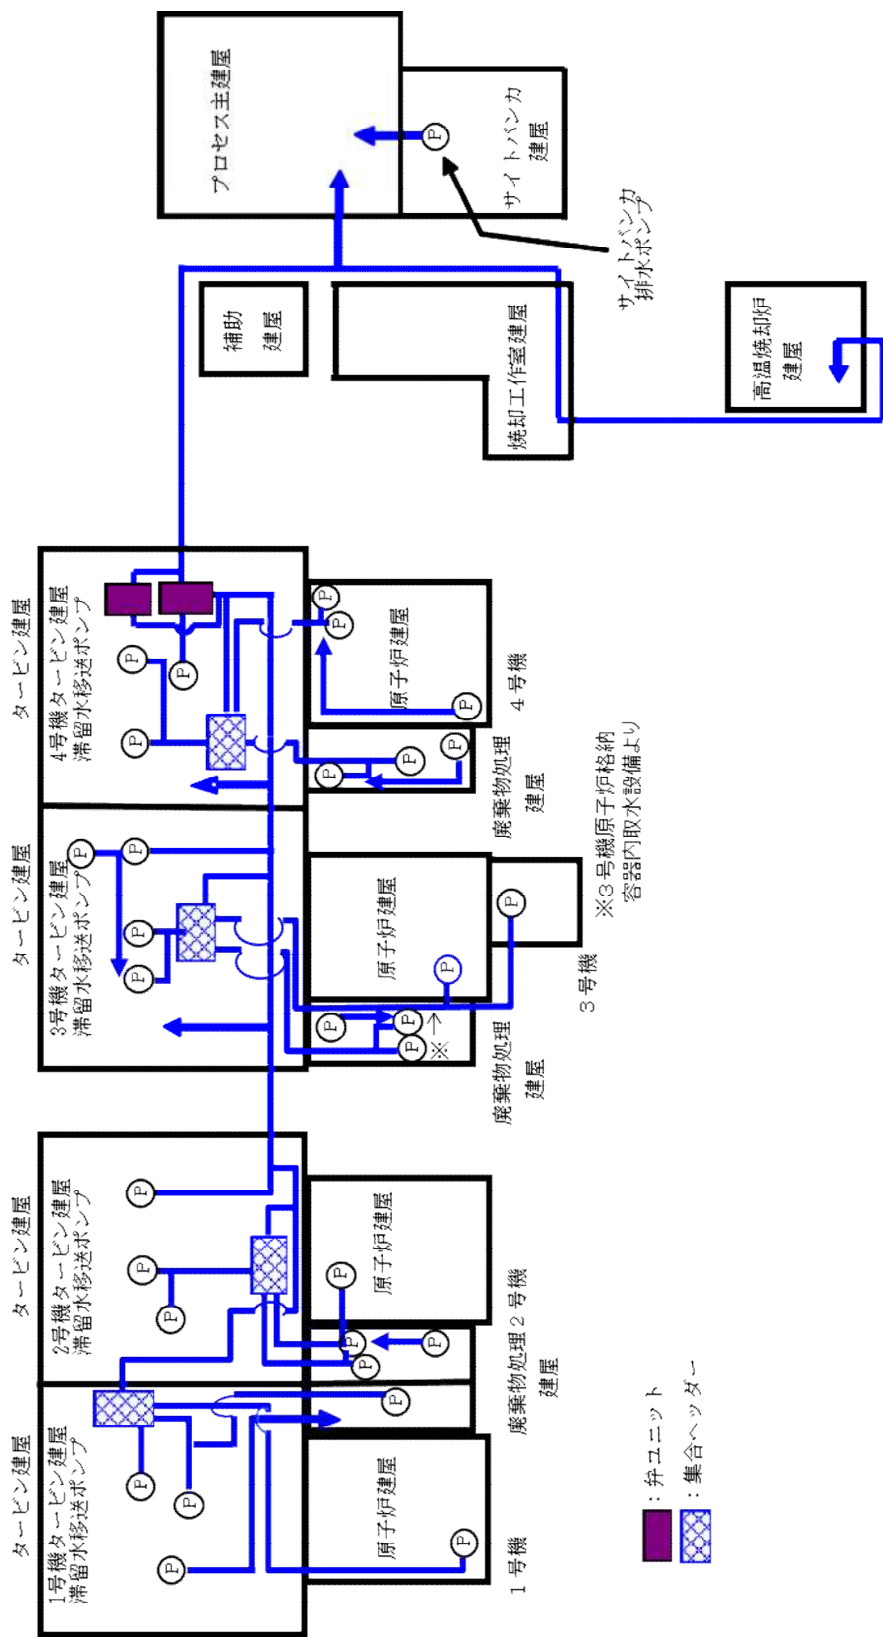 タービン建屋
1号機タービン建屋
滞留水移送ポンプ
P
P
P
原子炉建屋
P
P
1号機
タービン建屋
2号機タービン建屋
滞留水移送ポンプ
P
P
P
P
P
P
P
原子炉建屋
廃棄物処理
建屋
2号機
タービン建屋
3号機タービン建屋
滞留水移送ポンプ
P
P
P
P
P
P
P
※
↑
原子炉建屋
P
P
廃棄物処理
建屋
3号機
※3号機原子炉格納
容器内取水設備より
タービン建屋
4号機タービン建屋
滞留水移送ポンプ
P
P
P
P
P
P
P
P
P
原子炉建屋
廃棄物処理
建屋
4号機
補助
建屋
焼却工作室建屋
高温焼却炉
建屋
プロセス主建屋
P
サイトバンカ
建屋
サイトバンカ
排水ポンプ
：弁ユニット
：集合ヘッダー